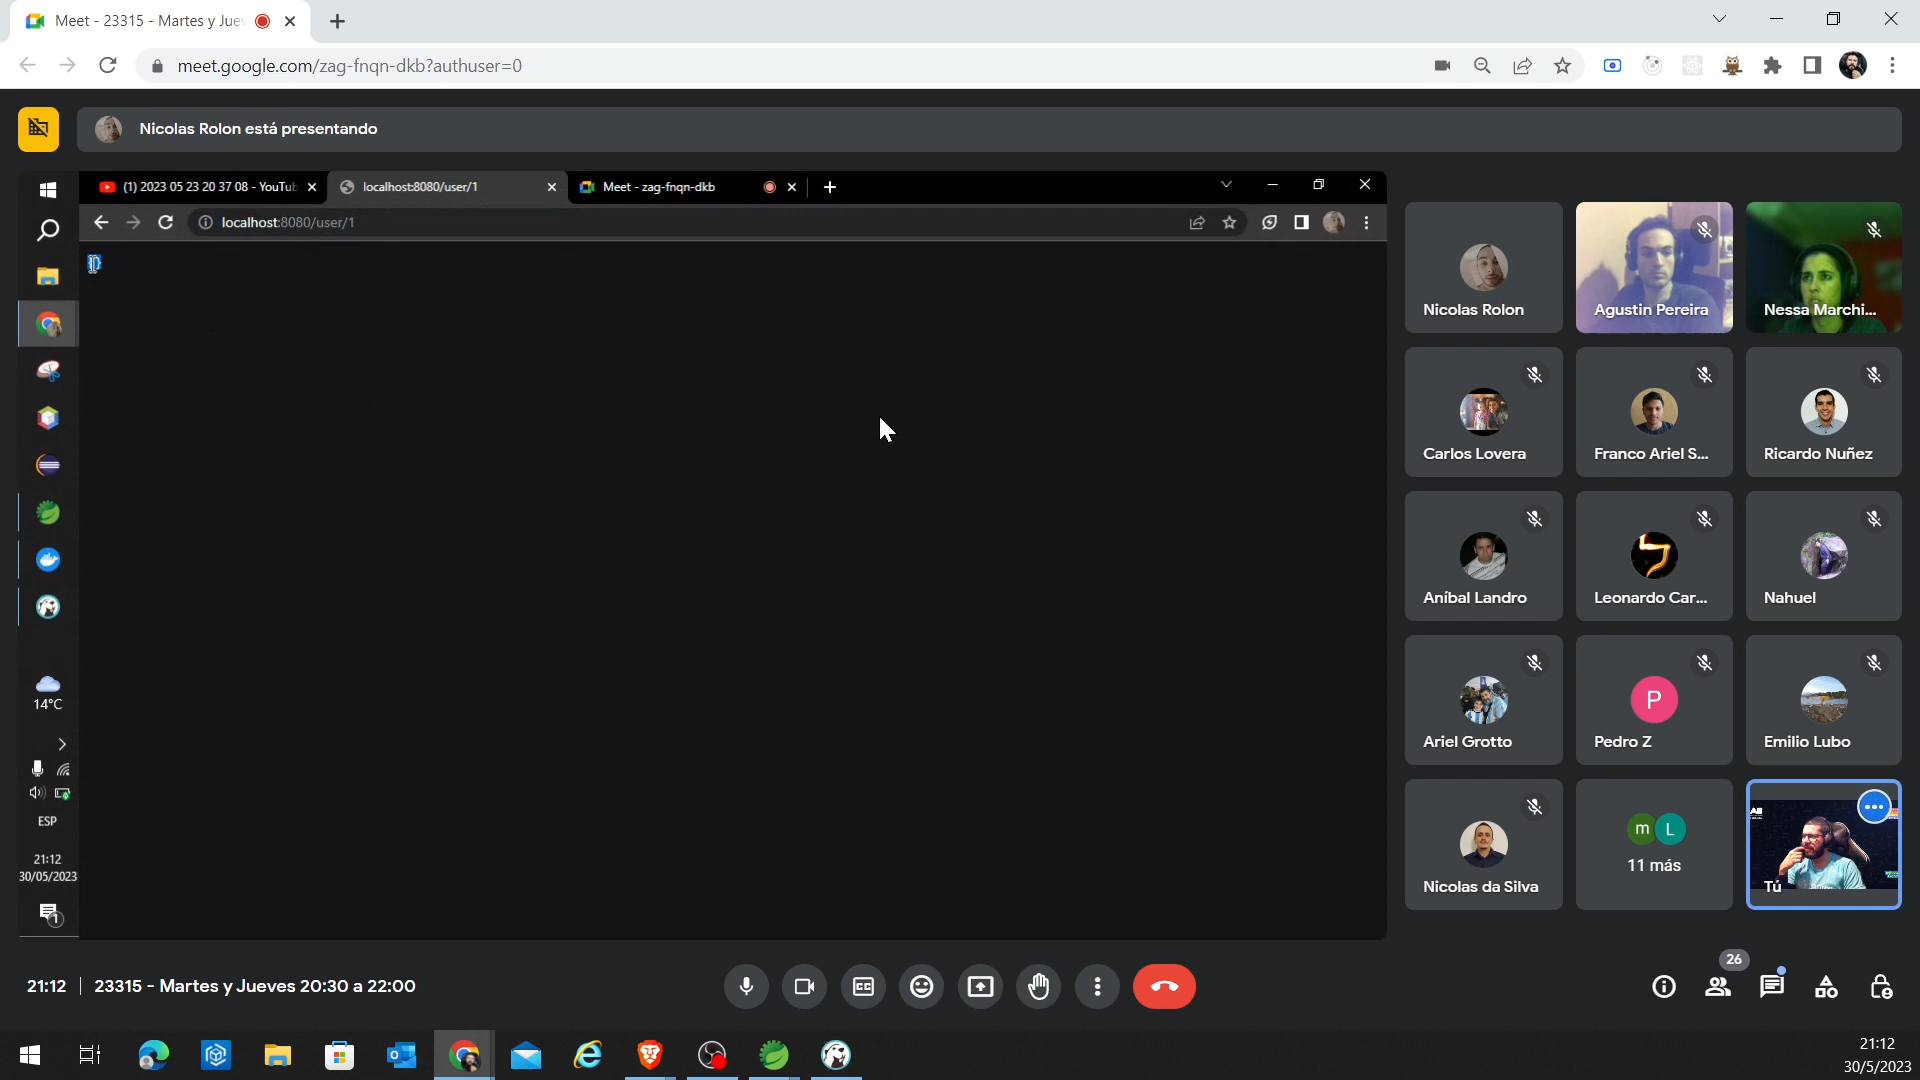 Meet - 23315 - Martes y Jue
meet.google.com/zag-fnqn-dkb?authuser=0
Nicolas Rolon está presentando
(1) 2023 05 23 20 37 08 - YouTub
localhost:8080/user/1
Meet - zag-fnqn-dkb
localhost:8080/user/1
14°C
ESP
21:12
30/05/2023
1
Nicolas Rolon
Agustin Pereira
Nessa Marchi...
Carlos Lovera
Franco Ariel S...
Ricardo Nuñez
Aníbal Landro
Leonardo Car...
Nahuel
Ariel Grotto
P
Pedro Z
Emilio Lubo
Nicolas da Silva
m L
11 más
Tú
21:12 | 23315 - Martes y Jueves 20:30 a 22:00
26
21:12
30/5/2023